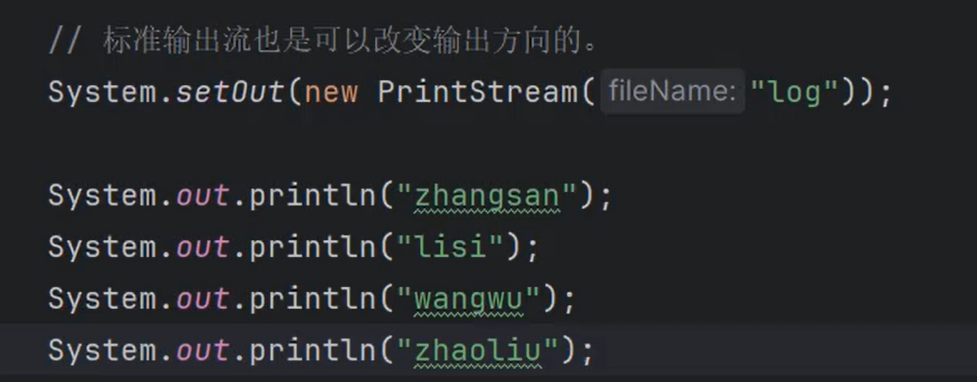 // 标准输出流也是可以改变输出方向的。
System.setOut(new PrintStream( fileName: "log"));
System.out.println("zhangsan");
System.out.println("lisi");
System.out.println("wangwu");
System.out.println("zhaoliu");